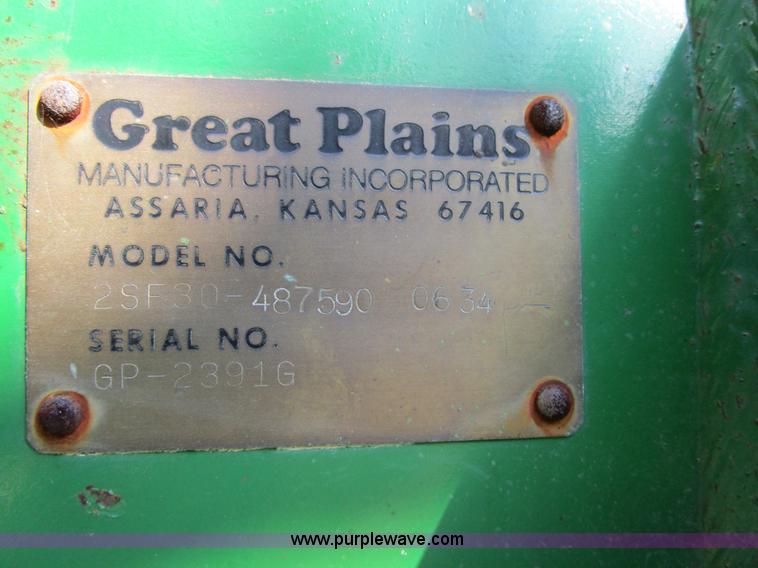 Great Plains
MANUFACTURING INCORPORATED
ASSARIA, KANSAS 67416
MODEL NO.
2SF30-487590 0634
SERIAL NO.
GP-2391G
www.purplewave.com